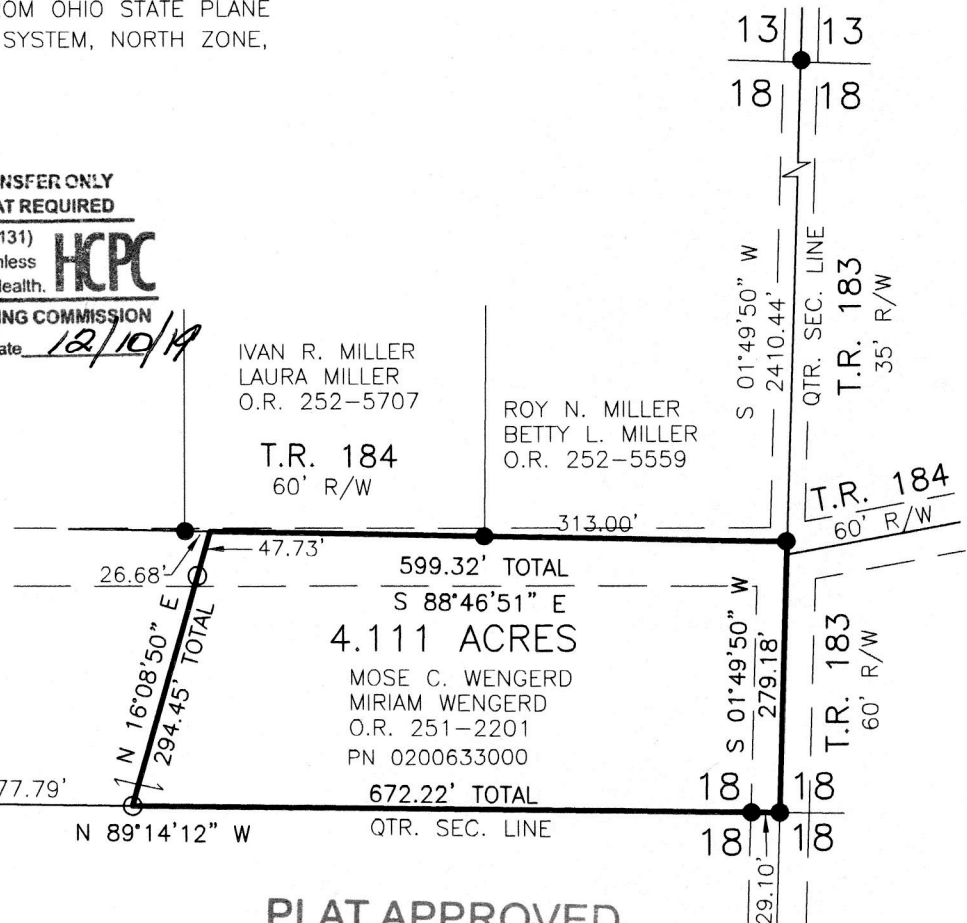 ROM OHIO STATE PLANE
SYSTEM, NORTH ZONE,
13 13
18 18
NSFER ONLY
AT REQUIRED
131)
nless
Health.
HCPC
ING COMMISSION
ate 12/10/19
S 01°49'50" W
2410.44'
QTR. SEC. LINE
T.R. 183
35' R/W
IVAN R. MILLER
LAURA MILLER
O.R. 252-5707
ROY N. MILLER
BETTY L. MILLER
O.R. 252-5559
T.R. 184
60' R/W
T.R. 184
60' R/W
313.00'
47.73'
26.68'
599.32' TOTAL
S 88°46'51" E
4.111 ACRES
MOSE C. WENGERD
MIRIAM WENGERD
O.R. 251-2201
PN 0200633000
N 16°08'50" E
294.45' TOTAL
S 01°49'50" W
279.18'
T.R. 183
60' R/W
77.79'
672.22' TOTAL
N 89°14'12" W
QTR. SEC. LINE
18 18
18 18
29.10'
PLAT APPROVED